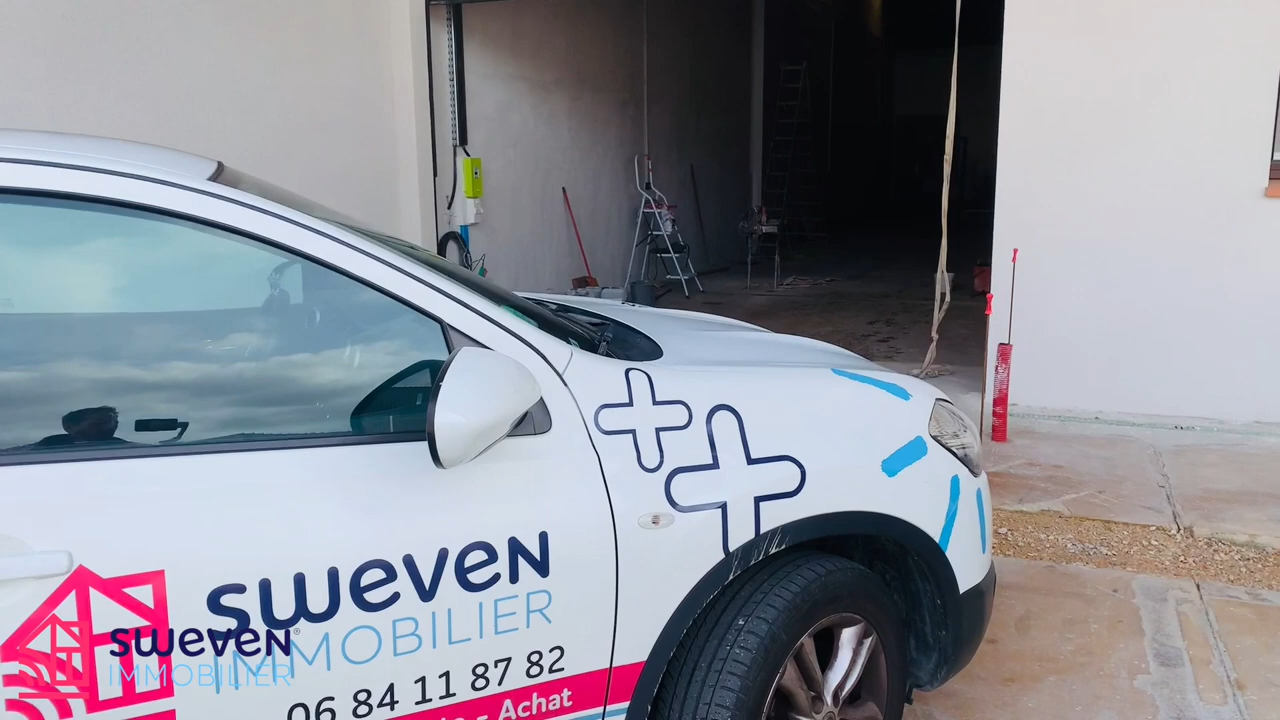 sweven
IMMOBILIER
06 84 11 87 82
- Achat
sweven®
IMMOBILIER